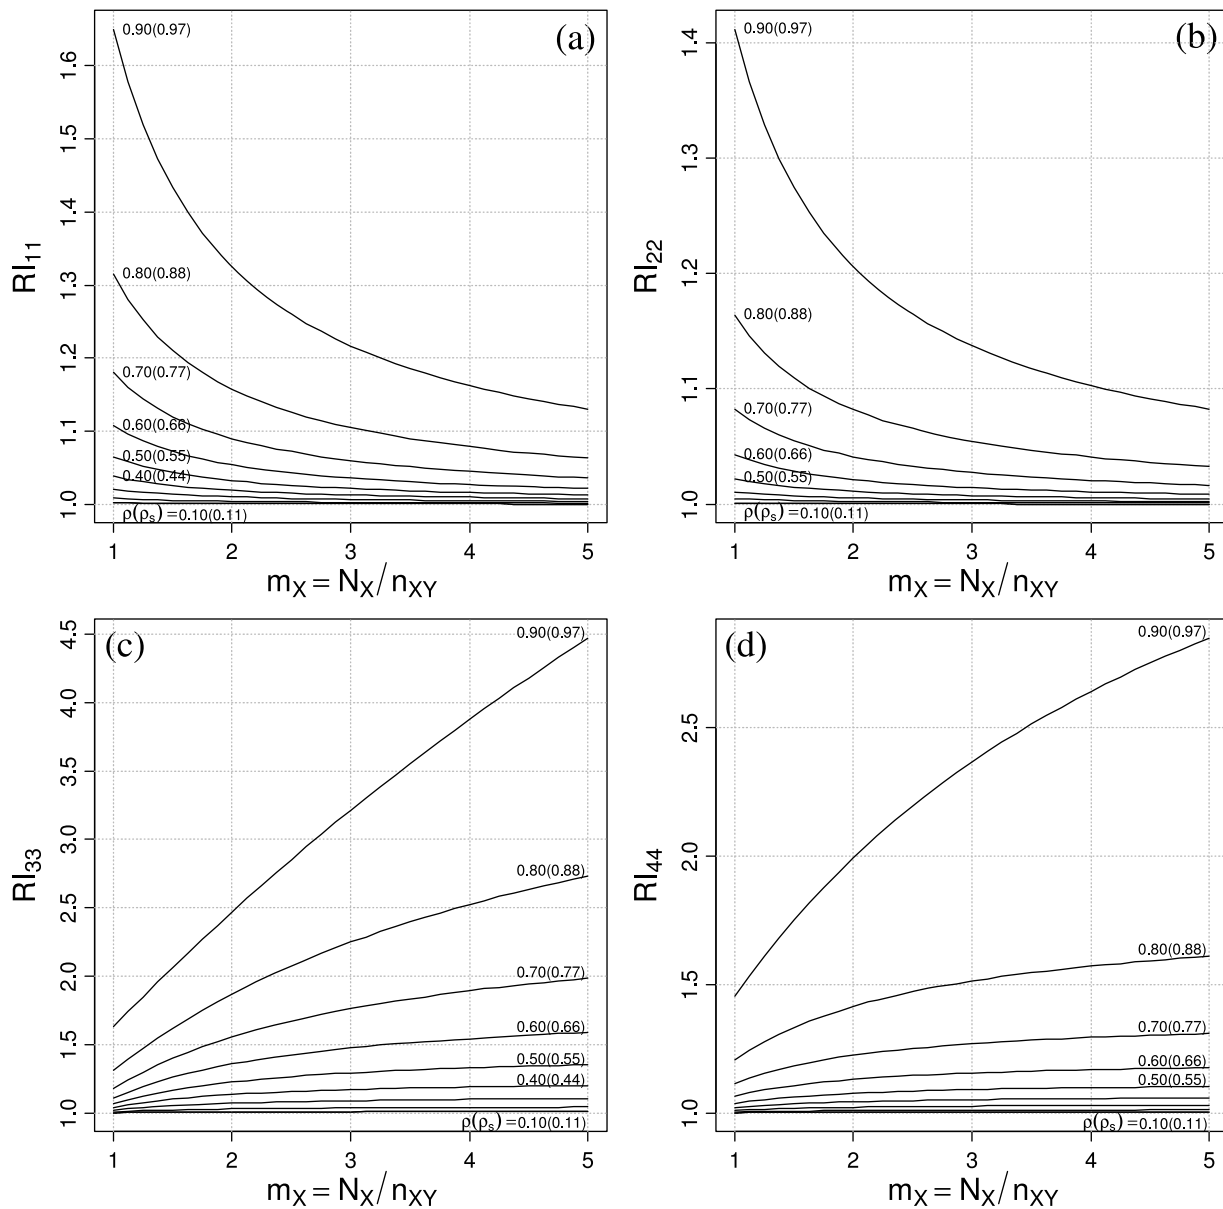 (a)
RI11
1.0
1.1
1.2
1.3
1.4
1.5
1.6
0.90(0.97)
0.80(0.88)
0.70(0.77)
0.60(0.66)
0.50(0.55)
0.40(0.44)
ρ(ρs)=0.10(0.11)
1 2 3 4 5
mX = NX / nXY
(b)
RI22
1.0
1.1
1.2
1.3
1.4
0.90(0.97)
0.80(0.88)
0.70(0.77)
0.60(0.66)
0.50(0.55)
ρ(ρs)=0.10(0.11)
1 2 3 4 5
mX = NX / nXY
(c)
RI33
1.0
1.5
2.0
2.5
3.0
3.5
4.0
4.5
0.90(0.97)
0.80(0.88)
0.70(0.77)
0.60(0.66)
0.50(0.55)
0.40(0.44)
ρ(ρs)=0.10(0.11)
1 2 3 4 5
mX = NX / nXY
(d)
RI44
1.0
1.5
2.0
2.5
0.90(0.97)
0.80(0.88)
0.70(0.77)
0.60(0.66)
0.50(0.55)
ρ(ρs)=0.10(0.11)
1 2 3 4 5
mX = NX / nXY